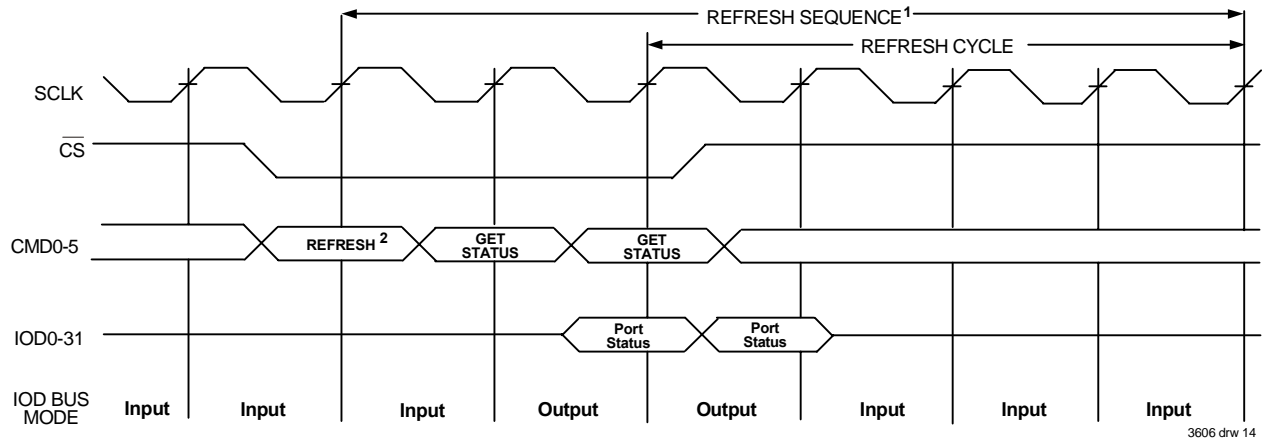 REFRESH SEQUENCE1
REFRESH CYCLE
SCLK
CS
CMD0-5
REFRESH 2
GET
STATUS
GET
STATUS
IOD0-31
Port
Status
Port
Status
IOD BUS
MODE
Input Input Input Output Output Input Input Input
3606 drw 14